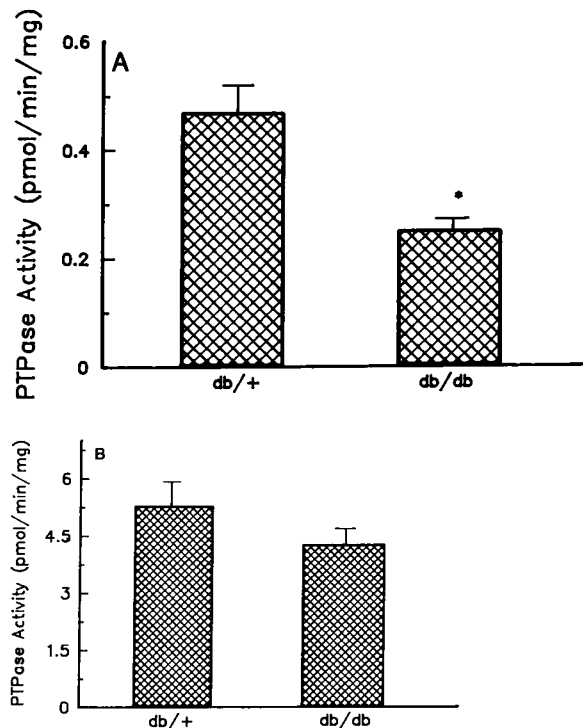 A
PTPase Activity (pmol/min/mg)
0.6
0.4
0.2
0
*
db/+
db/db
B
PTPase Activity (pmol/min/mg)
6
4.5
3
1.5
0
db/+
db/db